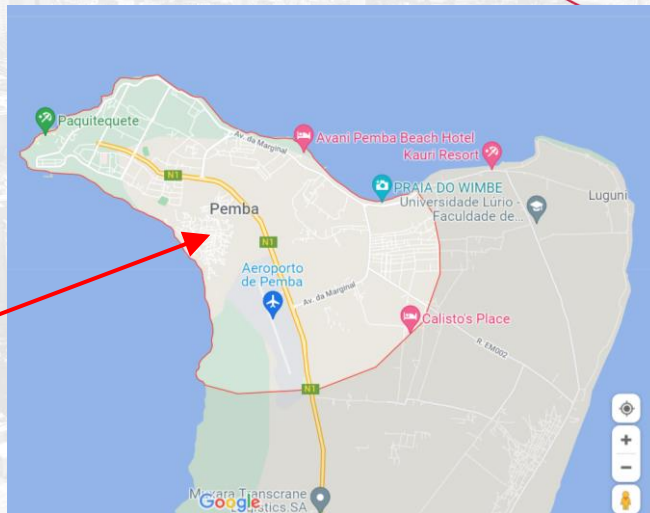 Paquitequete
Av. da Marginal
Avani Pemba Beach Hotel
Kauri Resort
N1
PRAIA DO WIMBE
Universidade Lúrio -
Faculdade de...
Luguni
Pemba
N1
Aeroporto
de Pemba
Av. da Marginal
Calisto's Place
R. EM002
N1
Transcrane
Logistics.SA
Google